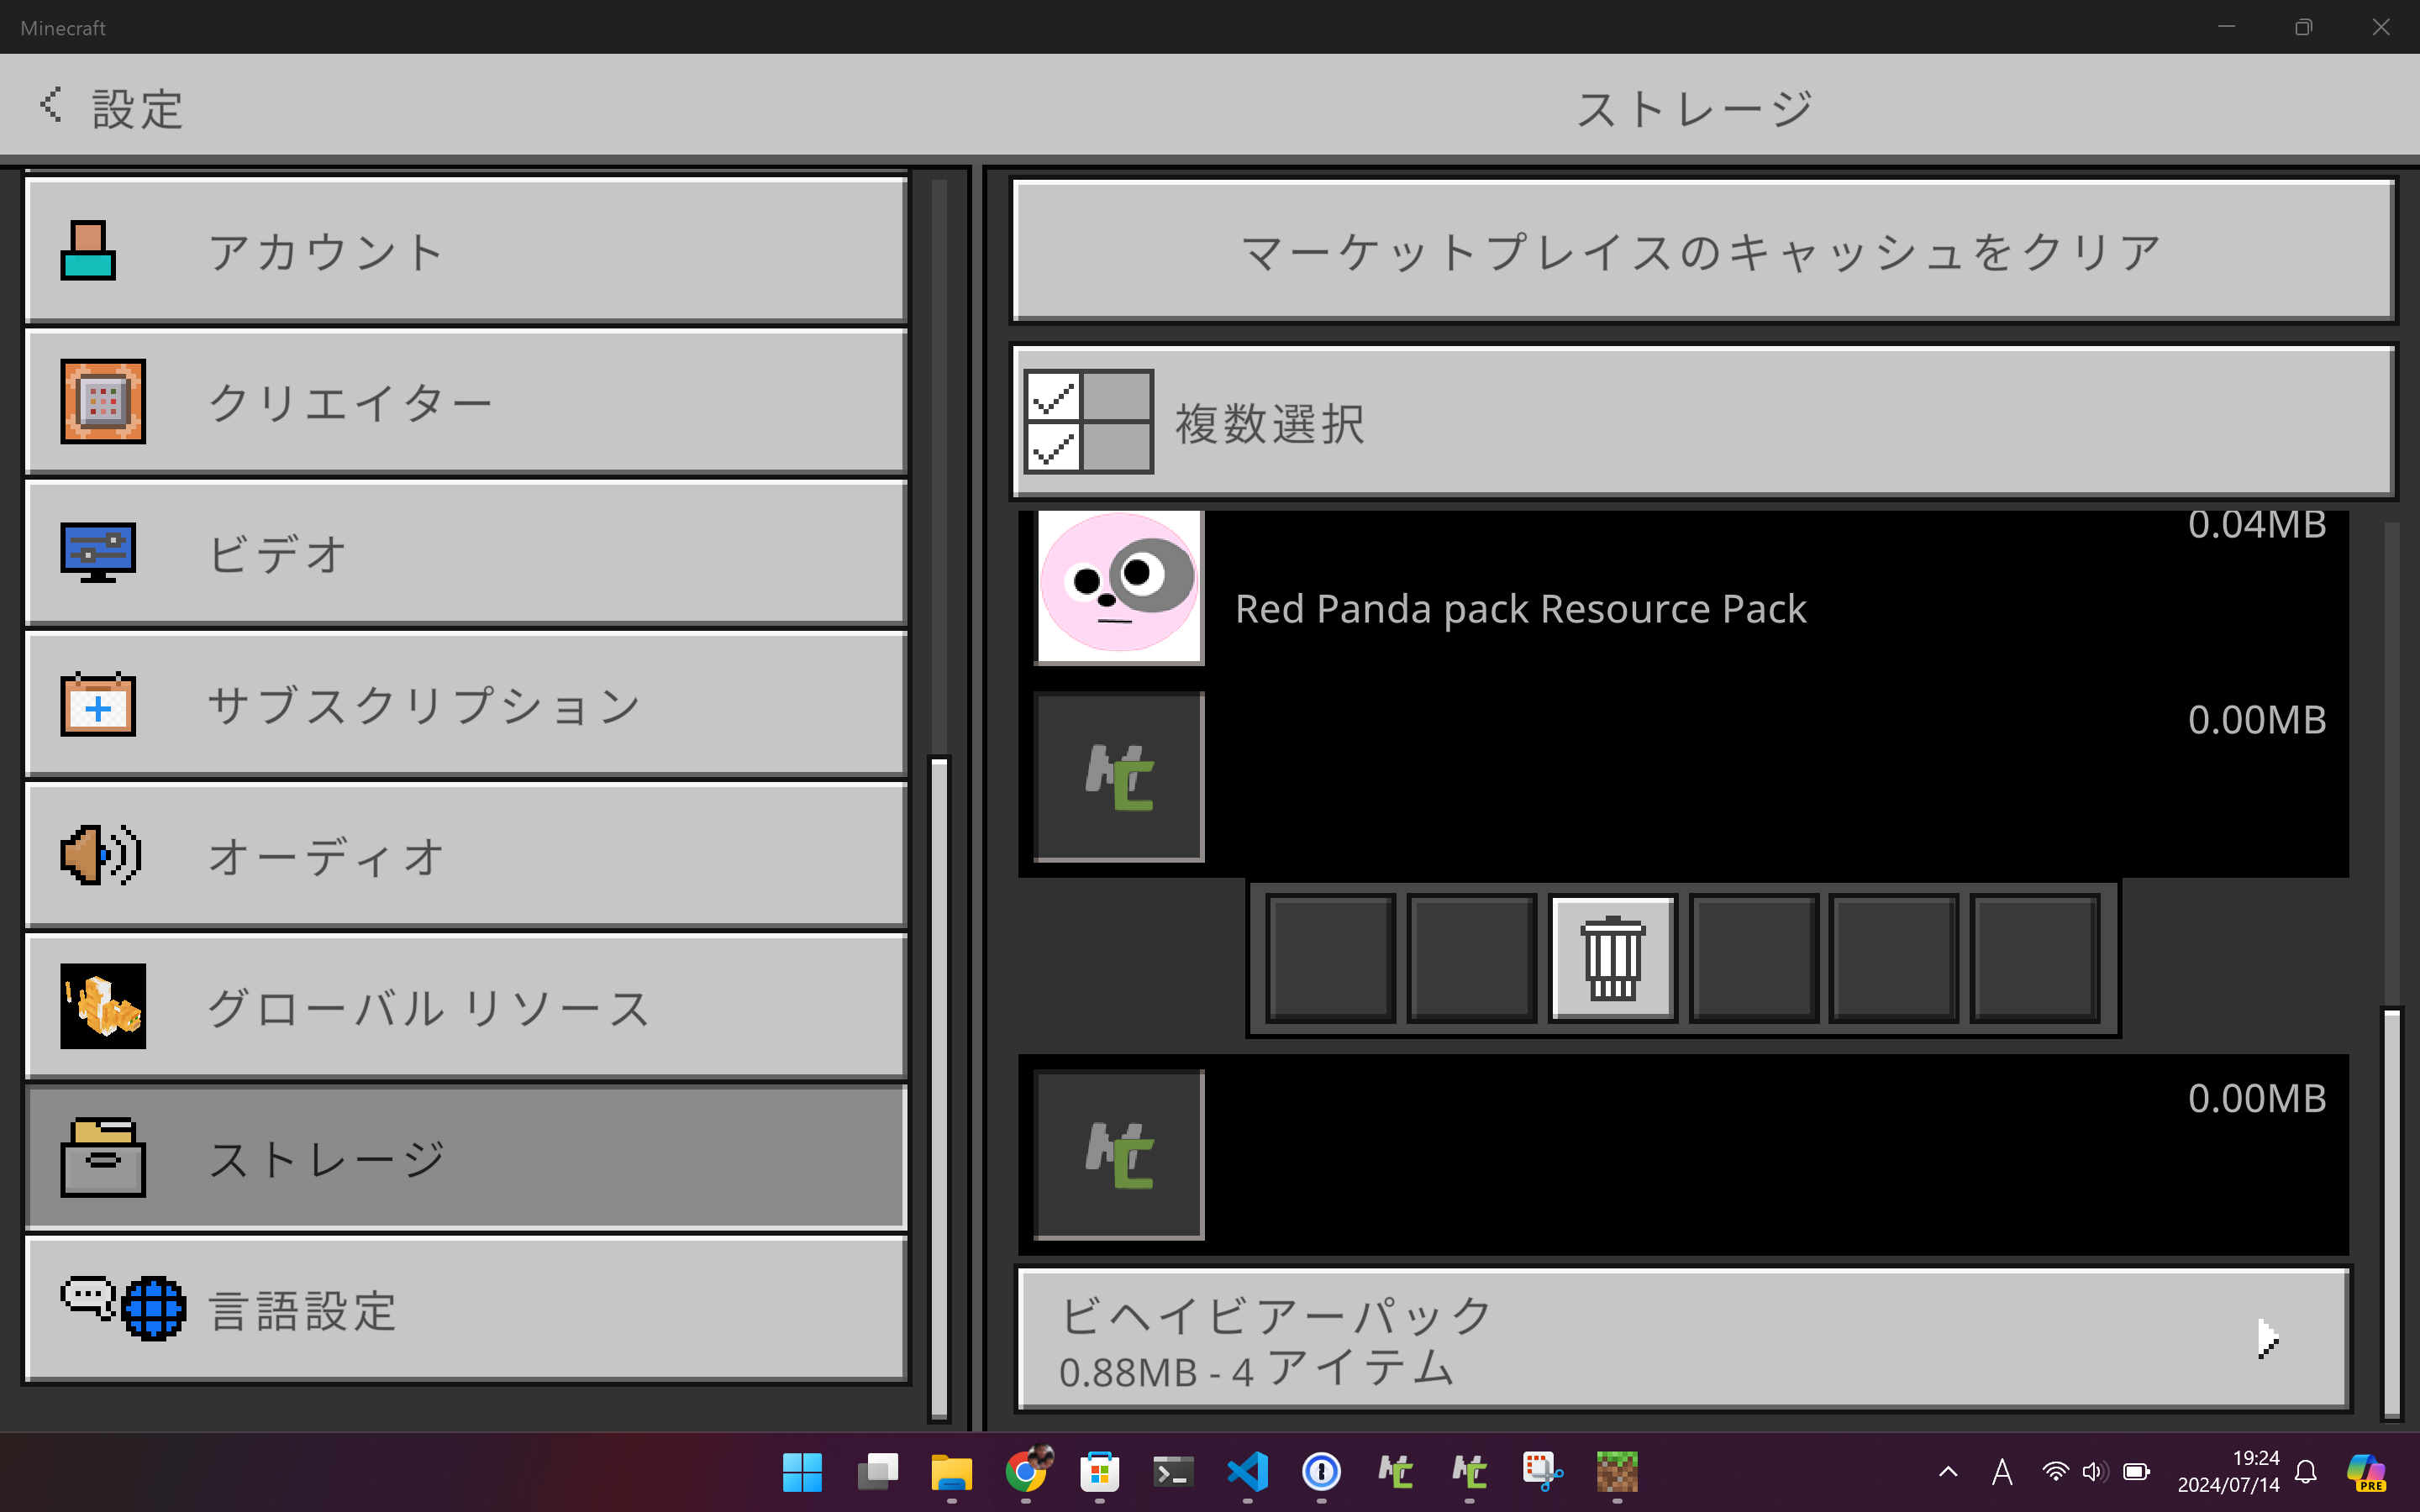 Minecraft
設定
ストレージ
アカウント
クリエイター
ビデオ
サブスクリプション
オーディオ
グローバル リソース
ストレージ
言語設定
マーケットプレイスのキャッシュをクリア
複数選択
0.04MB
Red Panda pack Resource Pack
0.00MB
0.00MB
ビヘイビアーパック
0.88MB - 4 アイテム
A
19:24
2024/07/14
PRE